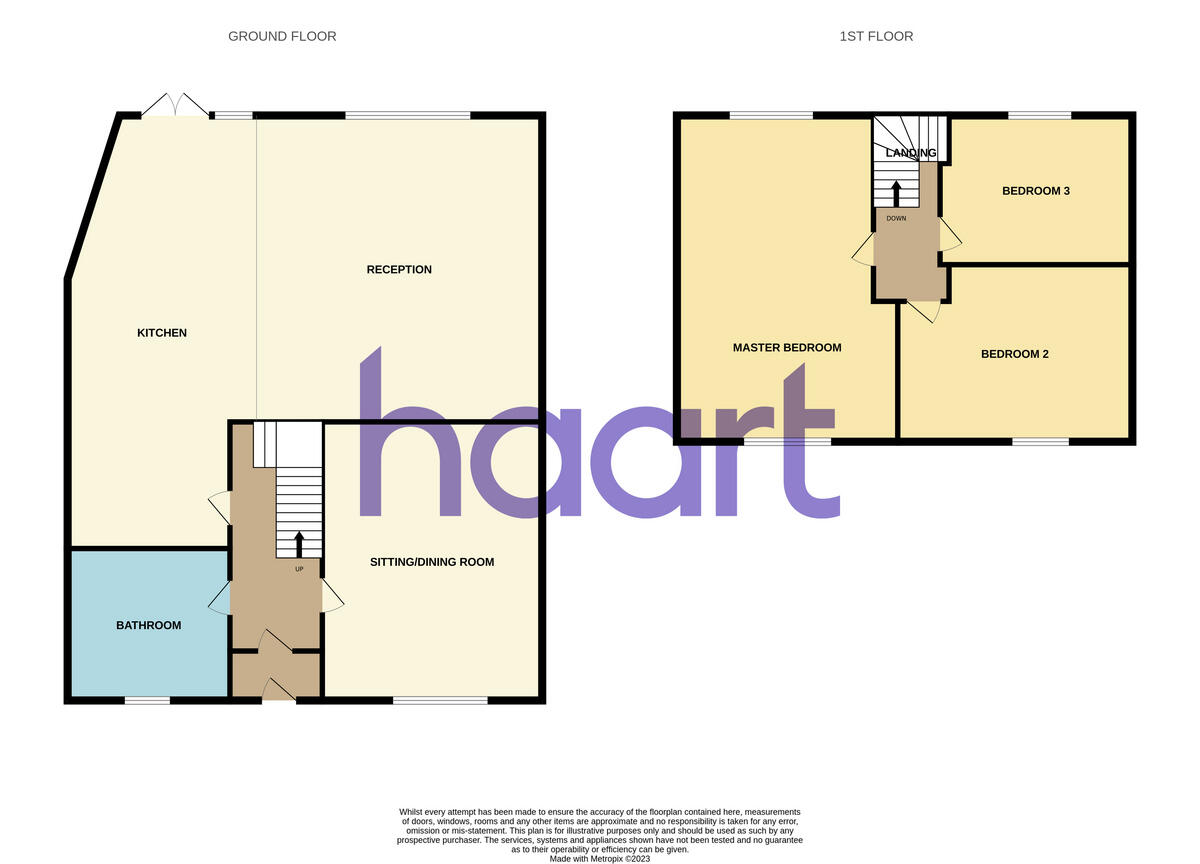 GROUND FLOOR
1ST FLOOR
LANDING
BEDROOM 3
DOWN
RECEPTION
KITCHEN
MASTER BEDROOM
BEDROOM 2
haart
SITTING/DINING ROOM
UP
BATHROOM
Whilst every attempt has been made to ensure the accuracy of the floorplan contained here, measurements
of doors, windows, rooms and any other items are approximate and no responsibility is taken for any error,
omission or mis-statement. This plan is for illustrative purposes only and should be used as such by any
prospective purchaser. The services, systems and appliances shown have not been tested and no guarantee
as to their operability or efficiency can be given.
Made with Metropix ©2023